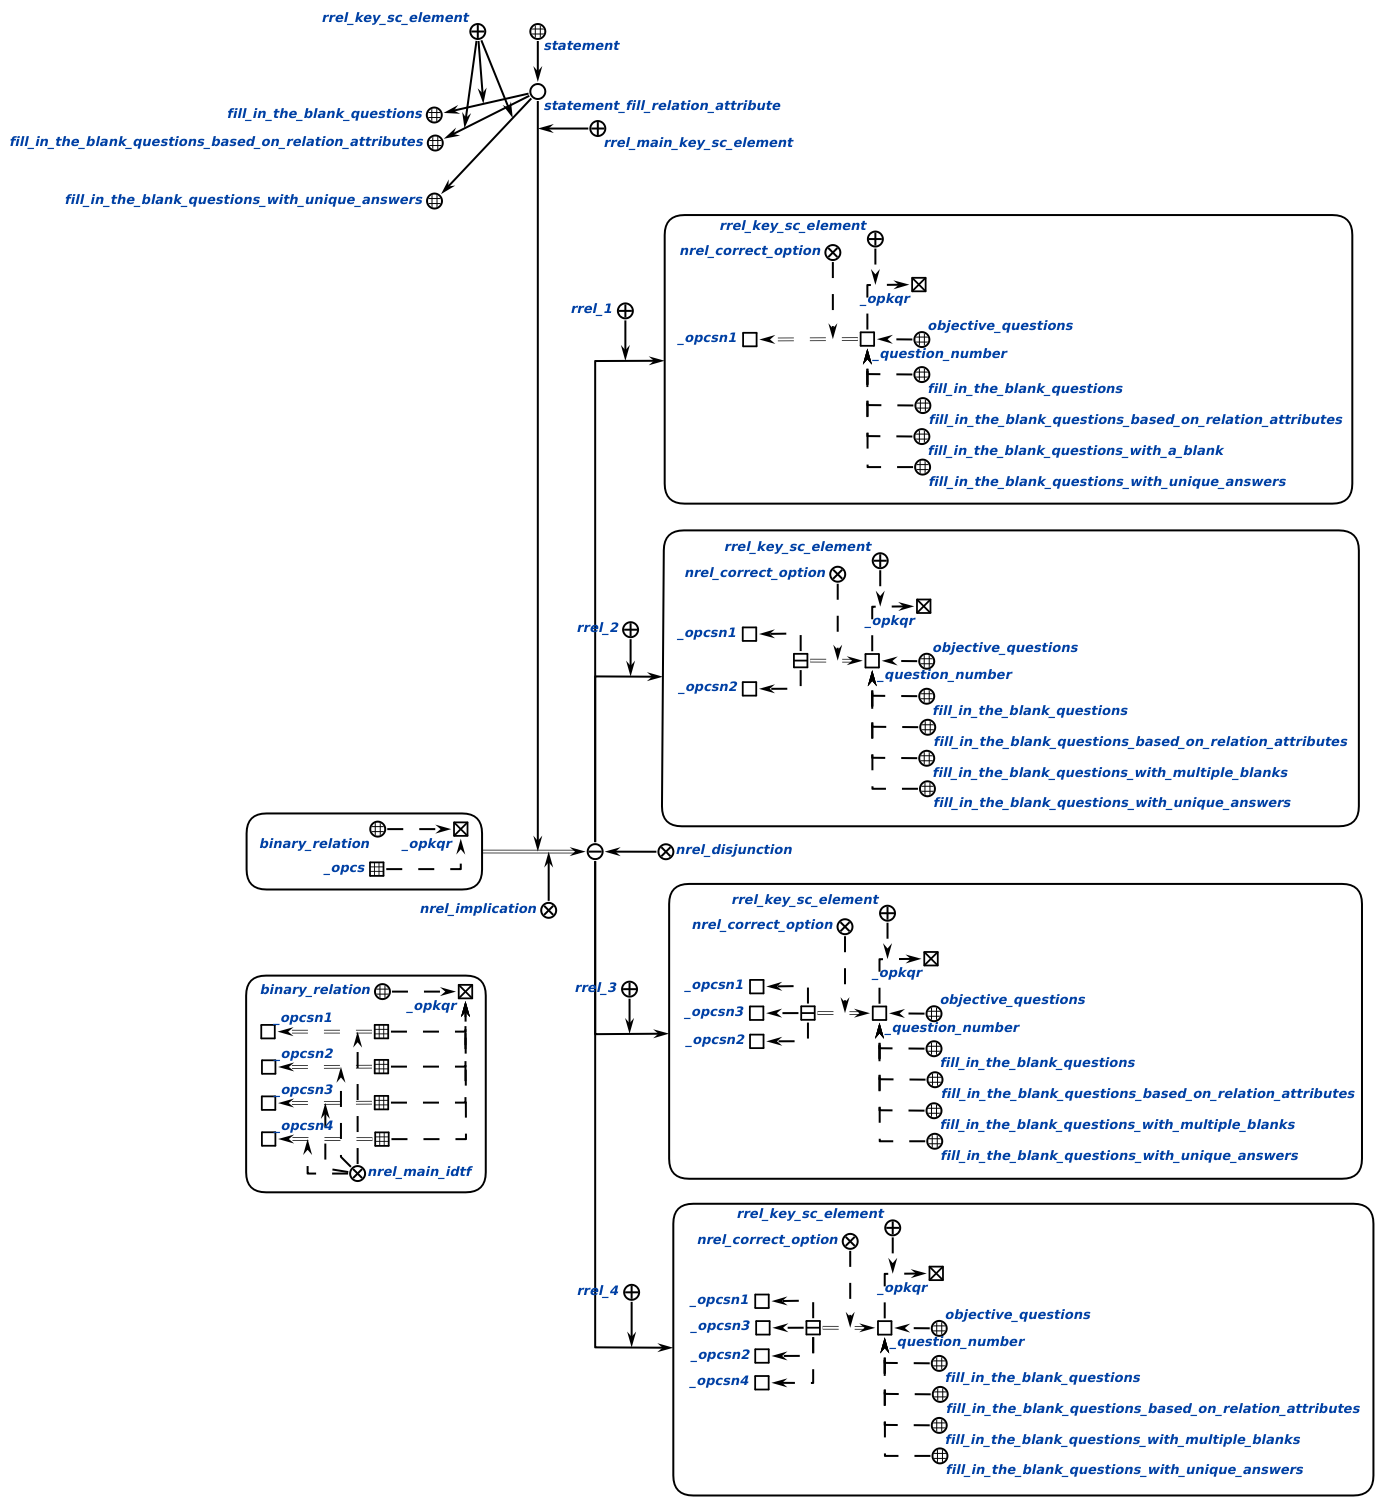 rrel_key_sc_element
statement
statement_fill_relation_attribute
fill_in_the_blank_questions
rrel_main_key_sc_element
fill_in_the_blank_questions_based_on_relation_attributes
fill_in_the_blank_questions_with_unique_answers
rrel_key_sc_element
nrel_correct_option
_opkqr
rrel_1
objective_questions
_opcsn1
_question_number
fill_in_the_blank_questions
fill_in_the_blank_questions_based_on_relation_attributes
fill_in_the_blank_questions_with_a_blank
fill_in_the_blank_questions_with_unique_answers
rrel_key_sc_element
nrel_correct_option
_opkqr
rrel_2
_opcsn1
objective_questions
_question_number
_opcsn2
fill_in_the_blank_questions
fill_in_the_blank_questions_based_on_relation_attributes
fill_in_the_blank_questions_with_multiple_blanks
fill_in_the_blank_questions_with_unique_answers
binary_relation
_opkqr
_opcs
nrel_disjunction
nrel_implication
rrel_key_sc_element
nrel_correct_option
_opkqr
rrel_3
_opcsn1
_opcsn3
_opcsn2
objective_questions
_question_number
fill_in_the_blank_questions
fill_in_the_blank_questions_based_on_relation_attributes
fill_in_the_blank_questions_with_multiple_blanks
fill_in_the_blank_questions_with_unique_answers
binary_relation
_opkqr
_opcsn1
_opcsn2
_opcsn3
_opcsn4
nrel_main_idtf
rrel_key_sc_element
nrel_correct_option
_opkqr
rrel_4
_opcsn1
_opcsn3
_opcsn2
_opcsn4
objective_questions
_question_number
fill_in_the_blank_questions
fill_in_the_blank_questions_based_on_relation_attributes
fill_in_the_blank_questions_with_multiple_blanks
fill_in_the_blank_questions_with_unique_answers